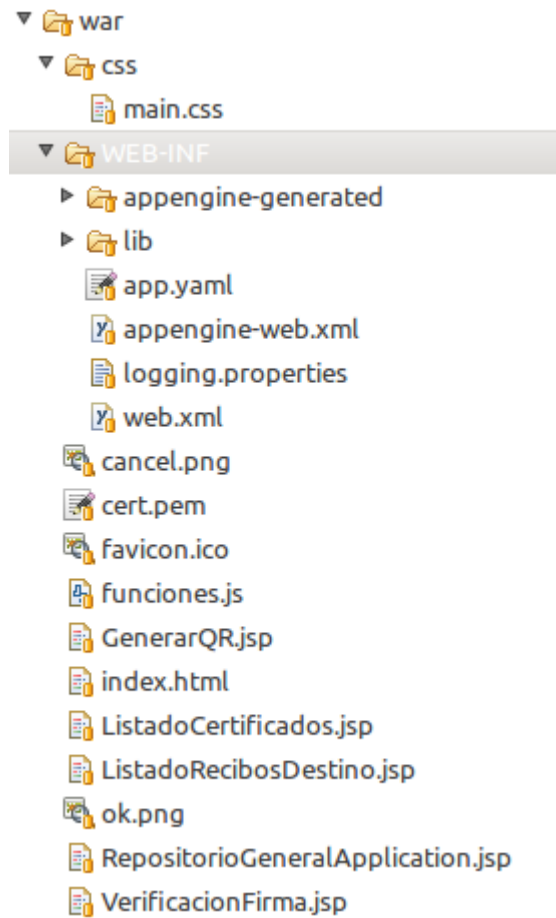 war
css
main.css
WEB-INF
appengine-generated
lib
app.yaml
appengine-web.xml
logging.properties
web.xml
cancel.png
cert.pem
favicon.ico
funciones.js
GenerarQR.jsp
index.html
ListadoCertificados.jsp
ListadoRecibosDestino.jsp
ok.png
RepositorioGeneralApplication.jsp
VerificacionFirma.jsp